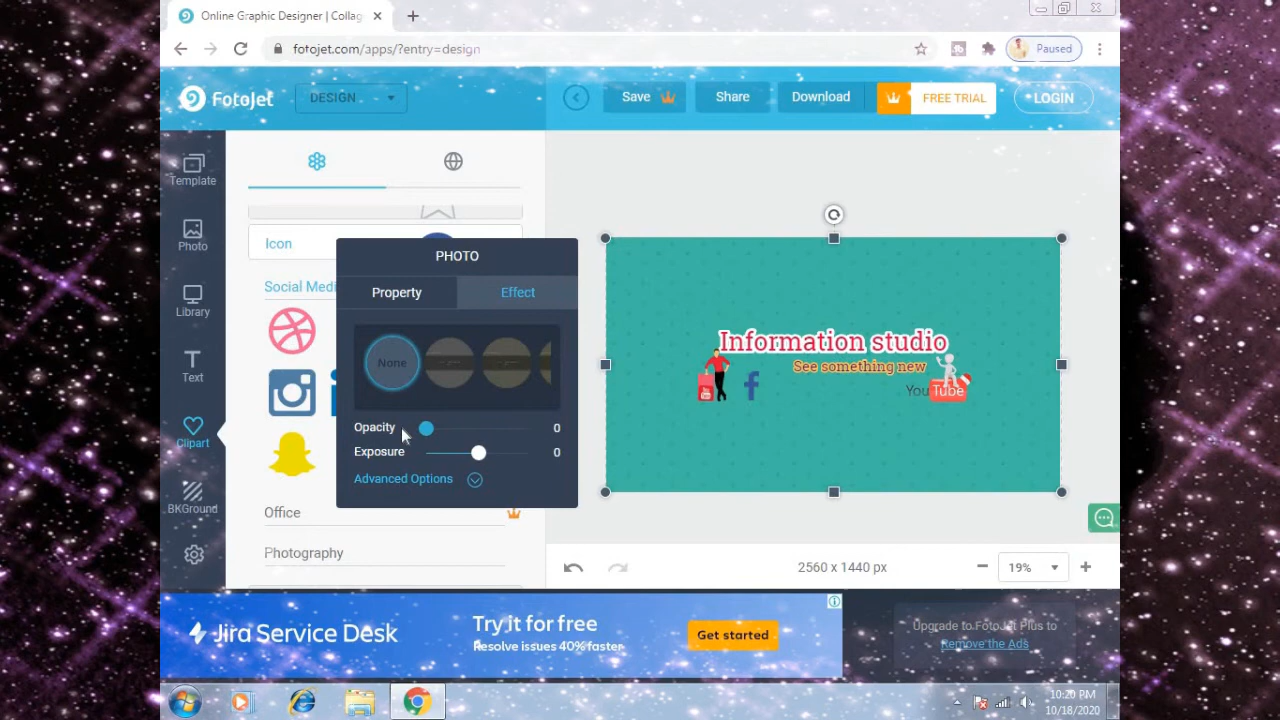 Online Graphic Designer | Collag
fotojet.com/apps/?entry=design
Paused
FotoJet
DESIGN
Save
Share
Download
FREE TRIAL
LOGIN
Template
Photo
Library
Text
Clipart
BKGround
Icon
Social Medi
Office
Photography
PHOTO
Property
Effect
None
Opacity
0
Exposure
0
Advanced Options
Information studio
See something new
You
Tube
YouTube
2560 x 1440 px
19%
Jira Service Desk
Try it for free
Resolve issues 40% faster
Get started
Upgrade to FotoJet Plus to
Remove the Ads
10:20 PM
10/18/2020